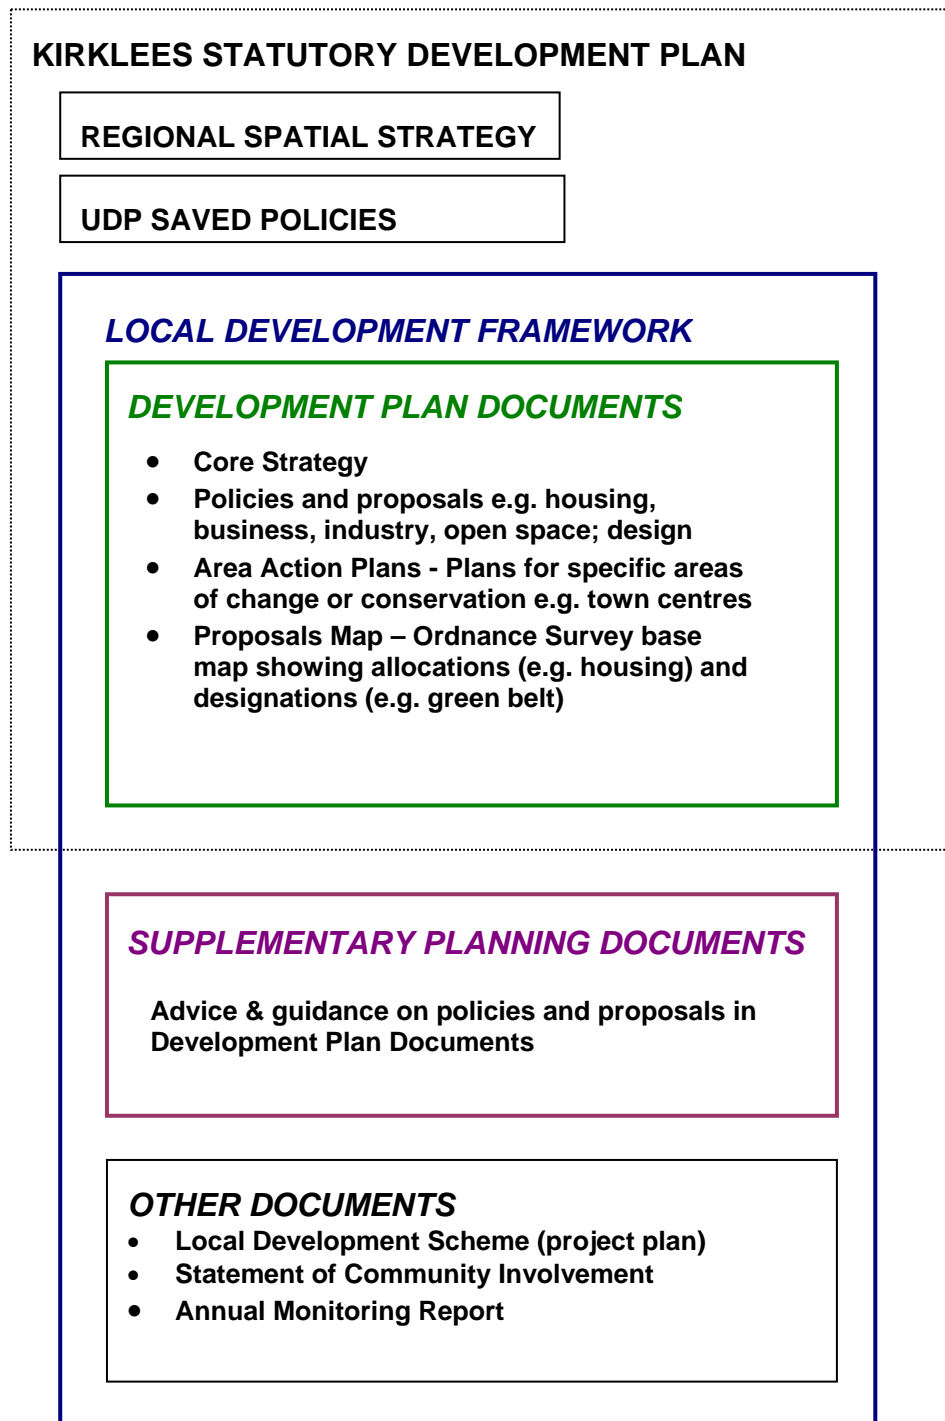 KIRKLEES STATUTORY DEVELOPMENT PLAN
REGIONAL SPATIAL STRATEGY
UDP SAVED POLICIES
LOCAL DEVELOPMENT FRAMEWORK
DEVELOPMENT PLAN DOCUMENTS
• Core Strategy
• Policies and proposals e.g. housing,
business, industry, open space; design
• Area Action Plans - Plans for specific areas
of change or conservation e.g. town centres
• Proposals Map – Ordnance Survey base
map showing allocations (e.g. housing) and
designations (e.g. green belt)
SUPPLEMENTARY PLANNING DOCUMENTS
Advice & guidance on policies and proposals in
Development Plan Documents
OTHER DOCUMENTS
• Local Development Scheme (project plan)
• Statement of Community Involvement
• Annual Monitoring Report